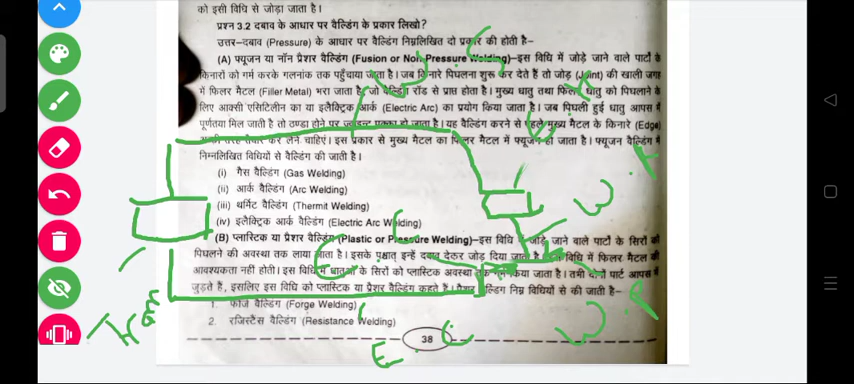 को इसी विधि से जोड़ा जाता है।
प्रश्न 3.2 दबाव के आधार पर वैल्डिंग के प्रकार लिखो?
उत्तर-दबाव (Pressure) के आधार पर वैल्डिंग निम्नलिखित दो प्रकार की होती है-
(A) फ्यूजन या नॉन प्रैशर वैल्डिंग (Fusion or Non Pressure Welding)-इस विधि में जोड़े जाने वाले पार्टों के
किनारों को गर्म करके गलनांक तक पहुँचाया जाता है। जब किनारे पिघलना शुरू कर देते हैं तो जोड़ (Joint) की खाली जगह
में फिलर मैटल (Filler Metal) भरा जाता है जो वैल्डिंग रॉड से प्राप्त होता है। मुख्य धातु तथा फिलर धातु को पिघलाने के
लिए आक्सी एसिटीलीन का या इलैक्ट्रिक आर्क (Electric Arc) का प्रयोग किया जाता है। जब पिघली हुई धातु आपस में
पूर्णतया मिल जाती है तो ठण्डा होने पर ज्वाइन्ट पक्का हो जाता है। यह वैल्डिंग करने से पहले मुख्य मैटल के किनारे (Edge)
तरह तैयार कर लेने चाहिएं। इस प्रकार से मुख्य मैटल का फिलर मैटल में फ्यूजन हो जाता है। फ्यूजन वैल्डिंग में
निम्नलिखित विधियों से वैल्डिंग की जाती है।
(i) गैस वैल्डिंग (Gas Welding)
(ii) आर्क वैल्डिंग (Arc Welding)
(iii) थर्मिट वैल्डिंग (Thermit Welding)
(iv) इलैक्ट्रिक आर्क वैल्डिंग (Electric Arc Welding)
(B) प्लास्टिक या प्रैशर वैल्डिंग (Plastic or Pressure Welding)-इस विधि में जोड़े जाने वाले पार्ट के सिरों को
पिघलने की अवस्था तक लाया जाता है। इसके पश्चात इन्हें दबाव देकर जोड़ दिया जाता है। इस विधि में फिलर मैटल की
आवश्यकता नहीं होती। इस विधि में धातुओं के सिरों को प्लास्टिक अवस्था तक गर्म किया जाता है। तभी दोनों पार्ट आपस में
जुड़ते हैं, इसलिए इस विधि को प्लास्टिक या प्रैशर वैल्डिंग कहते हैं। प्रैशर वैल्डिंग निम्न विधियों से की जाती है-
1. फोर्ज वैल्डिंग (Forge Welding)
2. रजिस्टैंस वैल्डिंग (Resistance Welding)
38